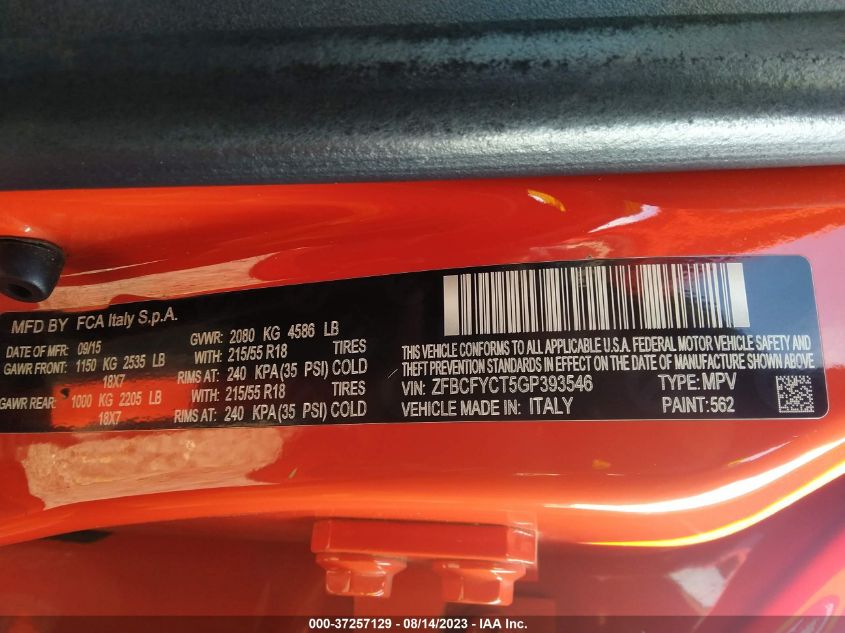 MFD BY FCA Italy S.p.A.
DATE OF MFR: 09/15 GVWR: 2080 KG 4586 LB
GAWR FRONT: 1150 KG 2535 LB WITH: 215/55 R18 TIRES
18X7 RIMS AT: 240 KPA(35 PSI) COLD
GAWR REAR: 1000 KG 2205 LB WITH: 215/55 R18 TIRES
18X7 RIMS AT: 240 KPA(35 PSI) COLD
THIS VEHICLE CONFORMS TO ALL APPLICABLE U.S.A. FEDERAL MOTOR VEHICLE SAFETY AND
THEFT PREVENTION STANDARDS IN EFFECT ON THE DATE OF MANUFACTURE SHOWN ABOVE.
VIN: ZFBCFYCT5GP393546 TYPE: MPV
VEHICLE MADE IN: ITALY PAINT:562
000-37257129 - 08/14/2023 - IAA Inc.